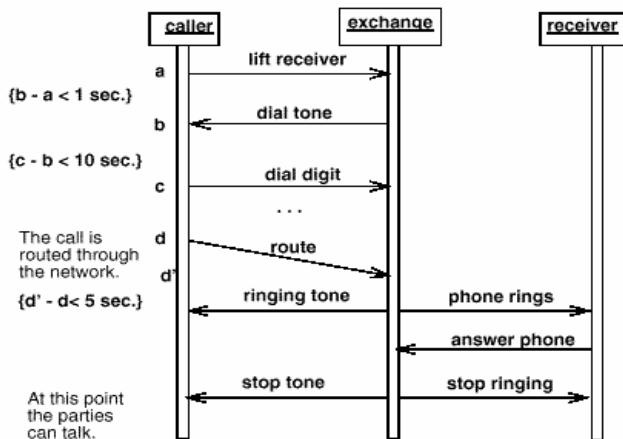 caller exchange receiver
a lift receiver
{b - a < 1 sec.}
b dial tone
{c - b < 10 sec.}
c dial digit
. . .
d route
The call is
routed through
the network.
d'
{d' - d< 5 sec.}
ringing tone phone rings
answer phone
stop tone stop ringing
At this point
the parties
can talk.